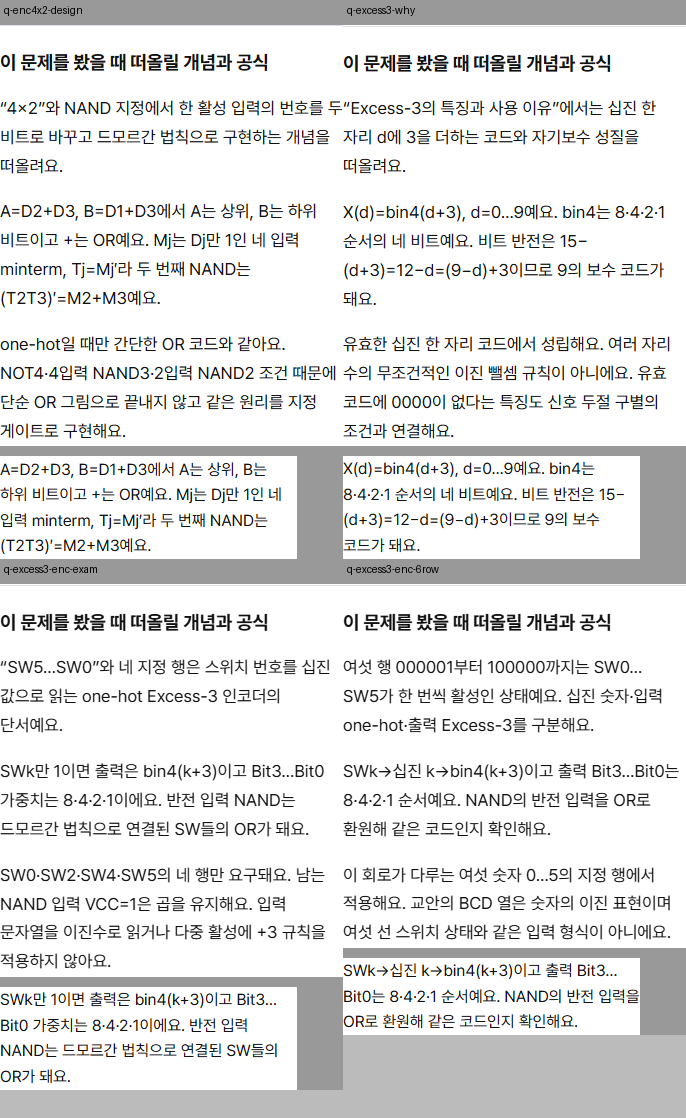 q-enc4x2-design
이 문제를 봤을 때 떠올릴 개념과 공식
“4×2”와 NAND 지정에서 한 활성 입력의 번호를 두
비트로 바꾸고 드모르간 법칙으로 구현하는 개념을
떠올려요.
A=D2+D3, B=D1+D3에서 A는 상위, B는 하위
비트이고 +는 OR예요. Mj는 Dj만 1인 네 입력
minterm, Tj=Mj′라 두 번째 NAND는
(T2T3)′=M2+M3예요.
one-hot일 때만 간단한 OR 코드와 같아요.
NOT4·4입력 NAND3·2입력 NAND2 조건 때문에
단순 OR 그림으로 끝내지 않고 같은 원리를 지정
게이트로 구현해요.
A=D2+D3, B=D1+D3에서 A는 상위, B는
하위 비트이고 +는 OR예요. Mj는 Dj만 1인 네
입력 minterm, Tj=Mj′라 두 번째 NAND는
(T2T3)′=M2+M3예요.
q-excess3-why
이 문제를 봤을 때 떠올릴 개념과 공식
“Excess-3의 특징과 사용 이유”에서는 십진 한
자리 d에 3을 더하는 코드와 자기보수 성질을
떠올려요.
X(d)=bin4(d+3), d=0…9예요. bin4는 8·4·2·1
순서의 네 비트예요. 비트 반전은 15−
(d+3)=12−d=(9−d)+3이므로 9의 보수 코드가
돼요.
유효한 십진 한 자리 코드에서 성립해요. 여러 자리
수의 무조건적인 이진 뺄셈 규칙이 아니에요. 유효
코드에 0000이 없다는 특징도 신호 두절 구별의
조건과 연결해요.
X(d)=bin4(d+3), d=0…9예요. bin4는
8·4·2·1 순서의 네 비트예요. 비트 반전은 15−
(d+3)=12−d=(9−d)+3이므로 9의 보수
코드가 돼요.
q-excess3-enc-exam
이 문제를 봤을 때 떠올릴 개념과 공식
“SW5…SW0”와 네 지정 행은 스위치 번호를 십진
값으로 읽는 one-hot Excess-3 인코더의
단서예요.
SWk만 1이면 출력은 bin4(k+3)이고 Bit3…Bit0
가중치는 8·4·2·1이에요. 반전 입력 NAND는
드모르간 법칙으로 연결된 SW들의 OR가 돼요.
SW0·SW2·SW4·SW5의 네 행만 요구돼요. 남는
NAND 입력 VCC=1은 곱을 유지해요. 입력
문자열을 이진수로 읽거나 다중 활성에 +3 규칙을
적용하지 않아요.
SWk만 1이면 출력은 bin4(k+3)이고 Bit3…
Bit0 가중치는 8·4·2·1이에요. 반전 입력
NAND는 드모르간 법칙으로 연결된 SW들의
OR가 돼요.
q-excess3-enc-6row
이 문제를 봤을 때 떠올릴 개념과 공식
여섯 행 000001부터 100000까지는 SW0…
SW5가 한 번씩 활성인 상태예요. 십진 숫자·입력
one-hot·출력 Excess-3를 구분해요.
SWk→십진 k→bin4(k+3)이고 출력 Bit3…Bit0는
8·4·2·1 순서예요. NAND의 반전 입력을 OR로
환원해 같은 코드인지 확인해요.
이 회로가 다루는 여섯 숫자 0…5의 지정 행에서
적용해요. 교안의 BCD 열은 숫자의 이진 표현이며
여섯 선 스위치 상태와 같은 입력 형식이 아니에요.
SWk→십진 k→bin4(k+3)이고 출력 Bit3…
Bit0는 8·4·2·1 순서예요. NAND의 반전 입력을
OR로 환원해 같은 코드인지 확인해요.